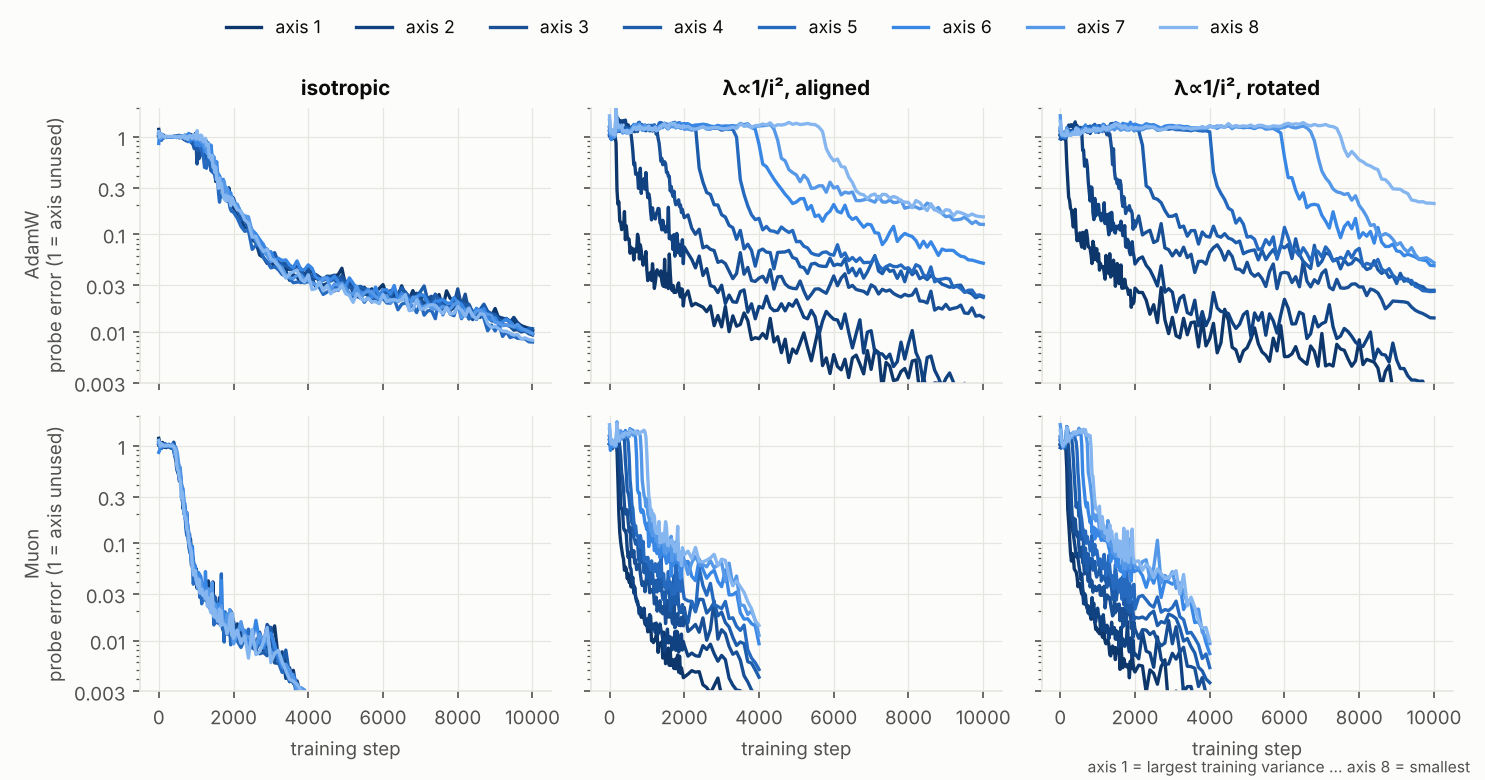 axis 1 axis 2 axis 3 axis 4 axis 5 axis 6 axis 7 axis 8
isotropic
λ∝1/i², aligned
λ∝1/i², rotated
AdamW
probe error (1 = axis unused)
1
0.3
0.1
0.03
0.01
0.003
Muon
probe error (1 = axis unused)
1
0.3
0.1
0.03
0.01
0.003
0 2000 4000 6000 8000 10000
0 2000 4000 6000 8000 10000
0 2000 4000 6000 8000 10000
training step
training step
training step
axis 1 = largest training variance ... axis 8 = smallest